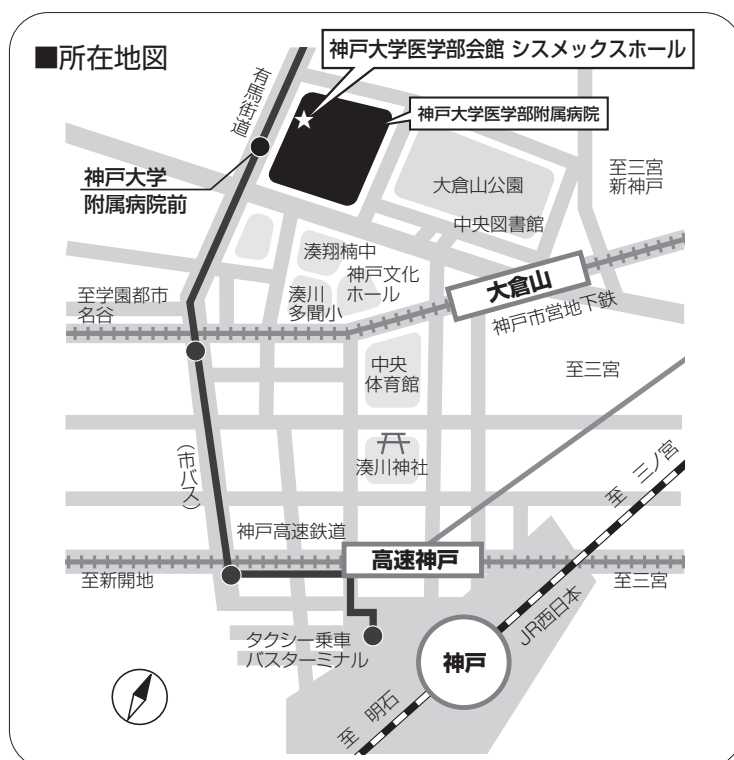 ■所在地図
神戸大学医学部会館 シスメックスホール
有馬街道
神戸大学医学部附属病院
神戸大学
附属病院前
大倉山公園
至三宮
新神戸
中央図書館
湊翔楠中
神戸文化
ホール
湊川
多聞小
大倉山
至学園都市
名谷
神戸市営地下鉄
中央
体育館
至三宮
湊川神社
(市バス)
至 三ノ宮
神戸高速鉄道
高速神戸
至新開地
至三宮
JR西日本
タクシー乗車
バスターミナル
神戸
至 明石